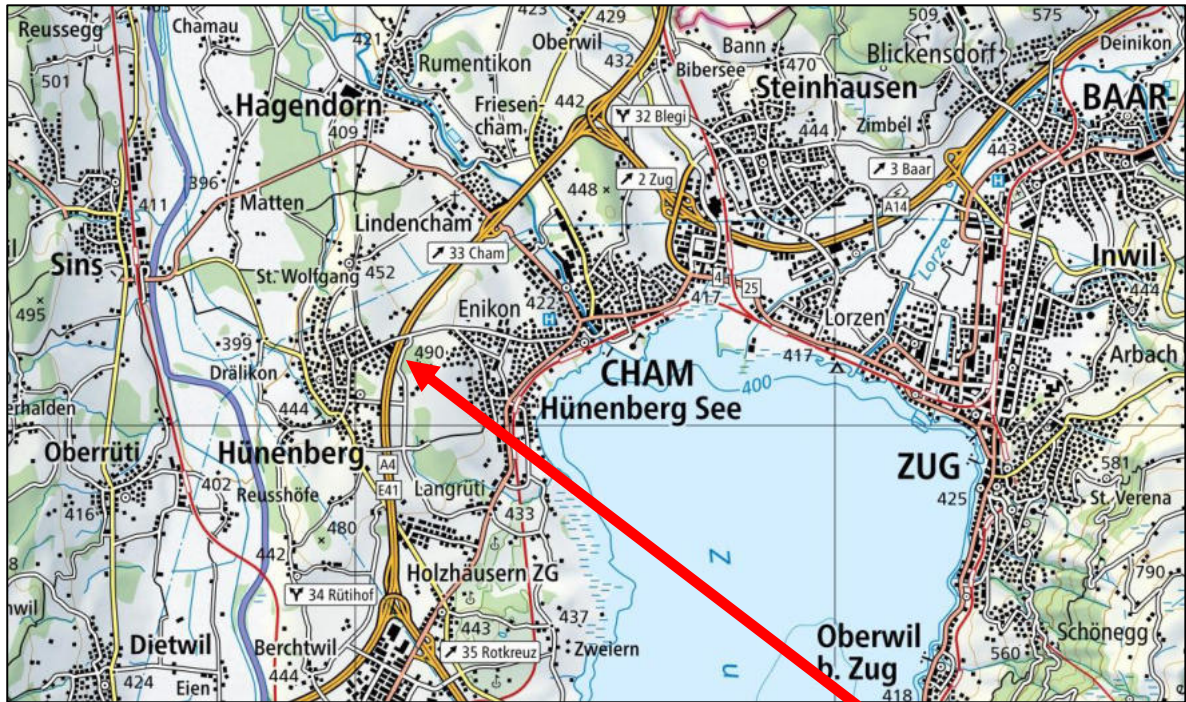 Reussegg
Chamau
421
423
429
Oberwil
432
Bann
Bibersee
470
509
575
Blickensdorf
Deinikon
501
Rumentikon
Steinhausen
BAAR-
Hagendorn
409
Friesen-
cham
442
32 Blegi
444
Zimbel
443
396
Matten
448
2 Zug
3 Baar
A14
411
Lindencham
33 Cham
Sins
St. Wolfgang
452
Enikon
422
417
4
25
Lorze
Inwil
444
495
399
Drälikon
490
Lorzen
417
Arbach
CHAM
400
Hünenberg See
erhalden
444
Oberrüti
402
Hünenberg
A4
E41
Langrüti
433
ZUG
425
581
St. Verena
416
Reusshöfe
480
442
34 Rütihof
Holzhäusern ZG
Z
790
nwil
437
Dietwil
Berchtwil
443
35 Rotkreuz
Zweiern
Oberwil
b. Zug
Schönegg
560
424
Eien
444
n
418